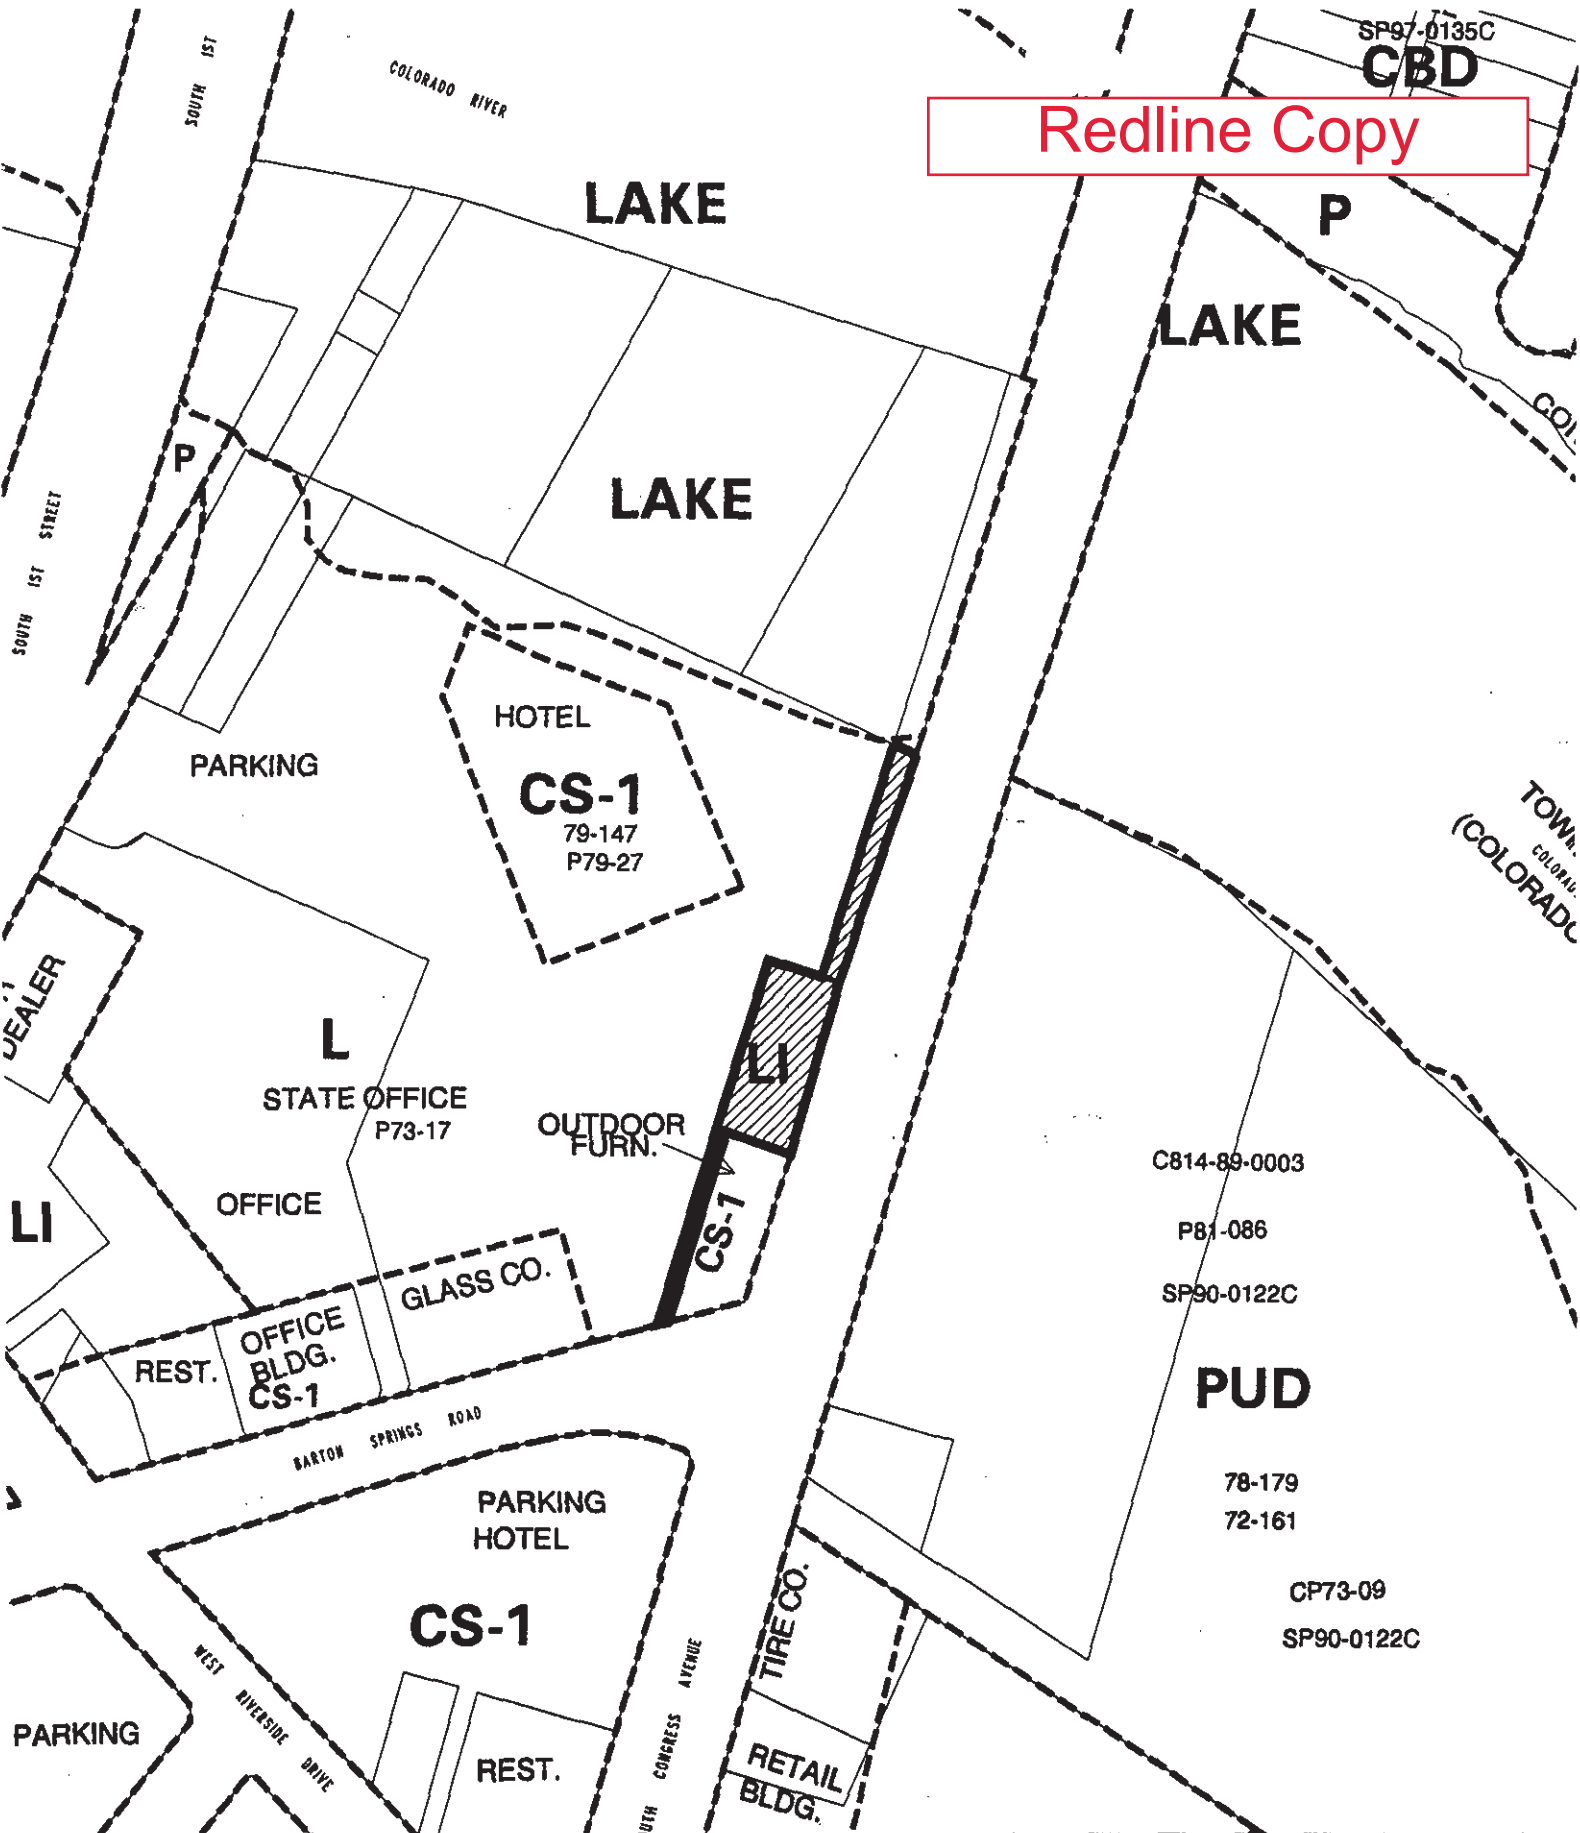 SP97-0135C
CBD
Redline Copy
SOUTH 1ST
COLORADO RIVER
LAKE
P
LAKE
P
LAKE
SOUTH 1ST STREET
HOTEL
CS-1
79-147
P79-27
PARKING
(COLORADO
DEALER
L
STATE OFFICE
P73-17
LI
OUTDOOR
FURN.
CS-1
OFFICE
LI
GLASS CO.
OFFICE
BLDG.
CS-1
REST.
BARTON SPRINGS ROAD
C814-89-0003
P81-086
SP90-0122C
PUD
78-179
72-161
CP73-09
SP90-0122C
PARKING
HOTEL
CS-1
TIRE CO.
WEST RIVERSIDE DRIVE
CONGRESS AVENUE
PARKING
REST.
RETAIL
BLDG.